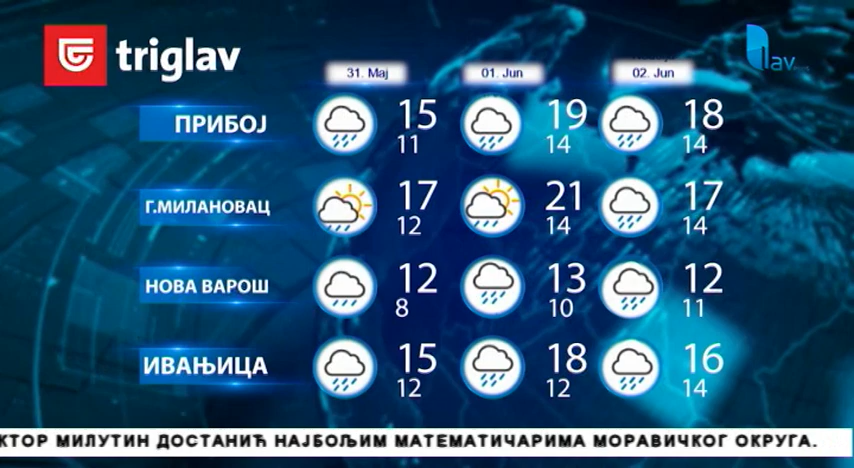 triglav
lav
31. Maj 01. Jun 02. Jun
ПРИБОЈ 15 11 19 14 18 14
Г.МИЛАНОВАЦ 17 12 21 14 17 14
НОВА ВАРОШ 12 8 13 10 12 11
ИВАЊИЦА 15 12 18 12 16 14
КТОР МИЛУТИН ДОСТАНИЋ НАЈБОЉИМ МАТЕМАТИЧАРИМА МОРАВИЧКОГ ОКРУГА.